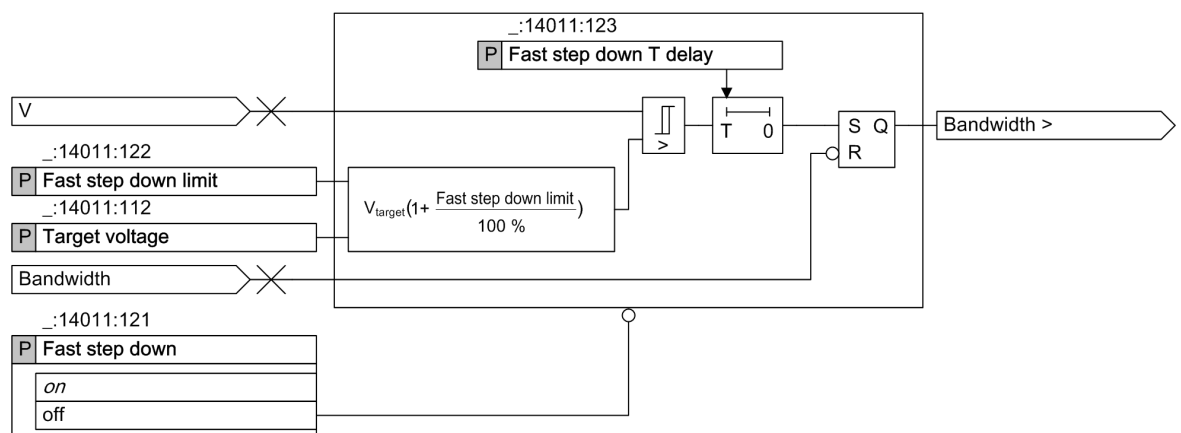 _:14011:123
P Fast step down T delay
V
>
T 0
S Q
R
Bandwidth >
_:14011:122
P Fast step down limit
_:14011:112
P Target voltage
Vtarget(1+ Fast step down limit
100 %
)
Bandwidth
_:14011:121
P Fast step down
on
off